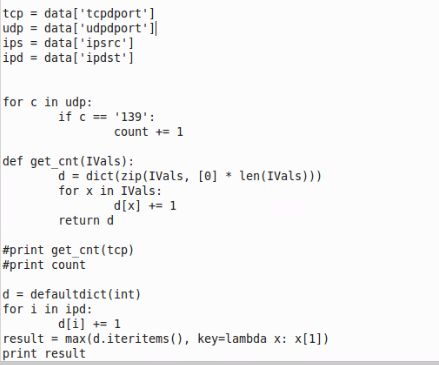 tcp = data['tcpdport']
udp = data['udpdport']
ips = data['ipsrc']
ipd = data['ipdst']
for c in udp:
        if c == '139':
                count += 1
def get_cnt(IVals):
        d = dict(zip(IVals, [0] * len(IVals)))
        for x in IVals:
                d[x] += 1
        return d
#print get_cnt(tcp)
#print count
d = defaultdict(int)
for i in ipd:
        d[i] += 1
result = max(d.iteritems(), key=lambda x: x[1])
print result